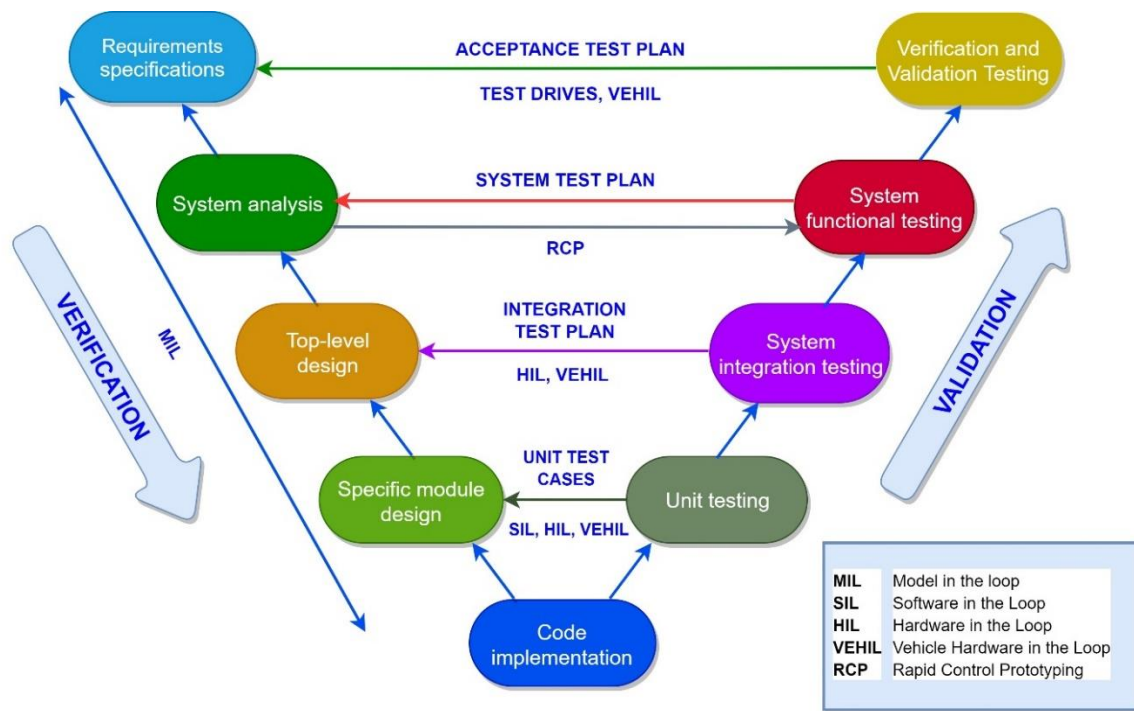 Requirements
specifications
ACCEPTANCE TEST PLAN
TEST DRIVES, VEHIL
Verification and
Validation Testing
System analysis
SYSTEM TEST PLAN
RCP
System
functional testing
VERIFICATION
MIL
Top-level
design
INTEGRATION
TEST PLAN
HIL, VEHIL
System
integration testing
VALIDATION
Specific module
design
UNIT TEST
CASES
SIL, HIL, VEHIL
Unit testing
Code
implementation
MIL Model in the loop
SIL Software in the Loop
HIL Hardware in the Loop
VEHIL Vehicle Hardware in the Loop
RCP Rapid Control Prototyping